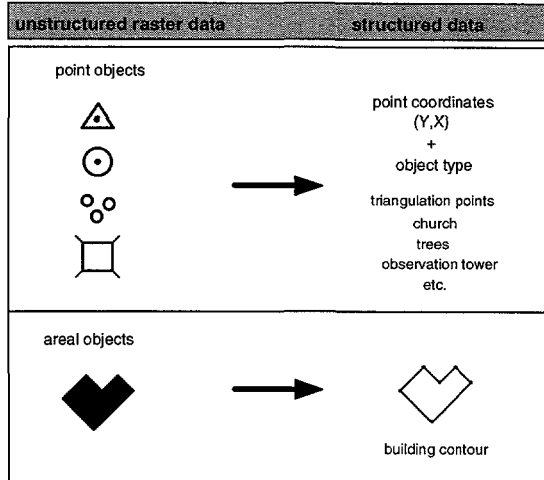 unstructured raster data
structured data
point objects
point coordinates
(Y,X)
+
object type
triangulation points
church
trees
observation tower
etc.
areal objects
building contour